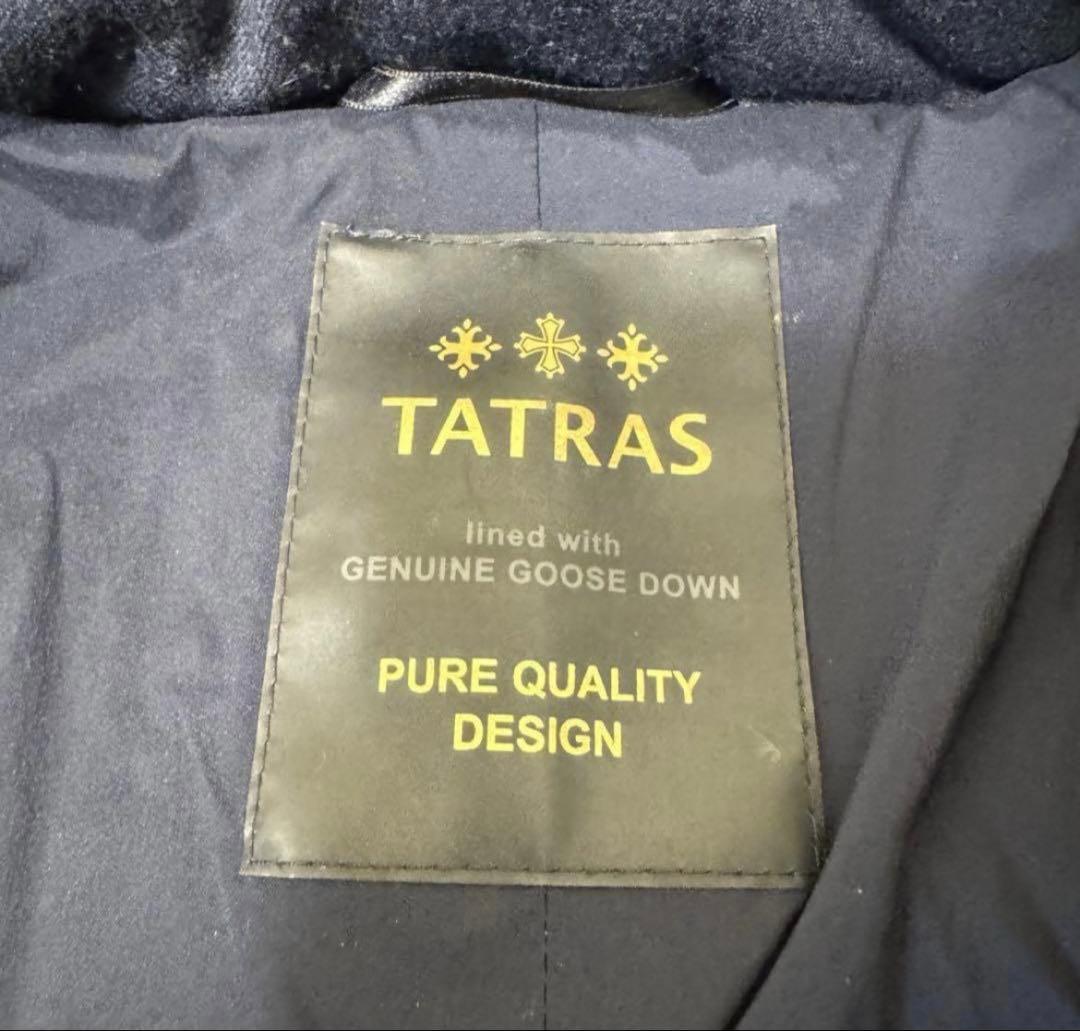 TATRAS
lined with
GENUINE GOOSE DOWN
PURE QUALITY
DESIGN